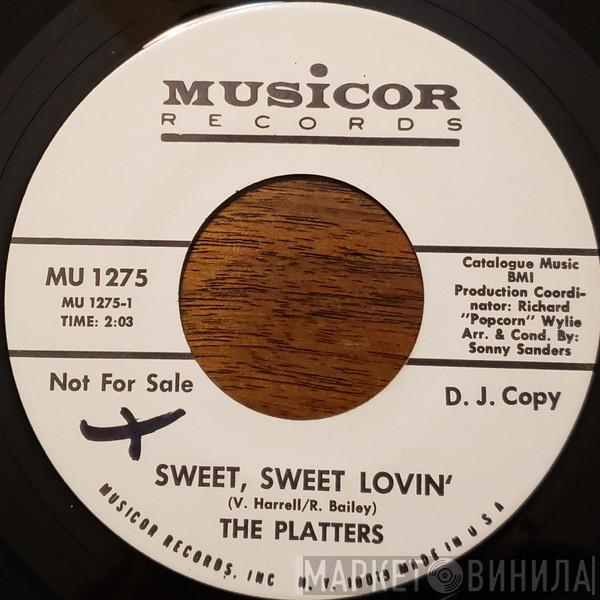 MUSICOR
RECORDS
MU 1275
MU 1275-1
TIME: 2:03
Catalogue Music
BMI
Production Coordi-
nator: Richard
"Popcorn" Wylie
Arr. & Cond. By:
Sonny Sanders
Not For Sale
D. J. Copy
SWEET, SWEET LOVIN'
(V. Harrell/R. Bailey)
THE PLATTERS
MUSICOR RECORDS, INC N. Y. 10019 MADE IN USA
МАРКЕТ ВИНИЛА